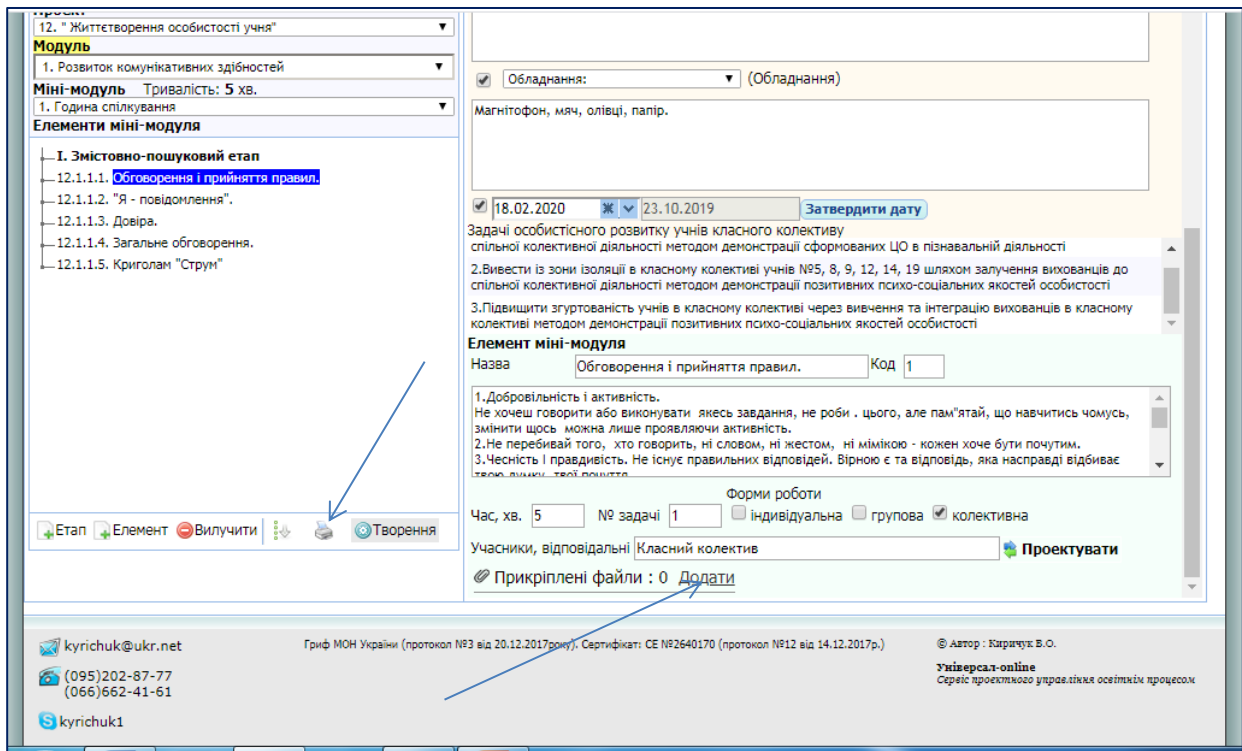 Проект
12. " Життєтворення особистості учня"
Модуль
1. Розвиток комунікативних здібностей
Міні-модуль Тривалість: 5 хв.
1. Година спілкування
Елементи міні-модуля
I. Змістовно-пошуковий етап
12.1.1.1. Обговорення і прийняття правил.
12.1.1.2. "Я - повідомлення".
12.1.1.3. Довіра.
12.1.1.4. Загальне обговорення.
12.1.1.5. Криголам "Струм"
Етап Елемент Вилучити Творення
Обладнання: (Обладнання)
Магнітофон, мяч, олівці, папір.
18.02.2020 23.10.2019 Затвердити дату
Задачі особистісного розвитку учнів класного колективу
спільної колективної діяльності методом демонстрації сформованих ЦО в пізнавальній діяльності
2.Вивести із зони ізоляції в класному колективі учнів №5, 8, 9, 12, 14, 19 шляхом залучення вихованців до
спільної колективної діяльності методом демонстрації позитивних психо-соціальних якостей особистості
3.Підвищити згуртованість учнів в класному колективі через вивчення та інтеграцію вихованців в класному
колективі методом демонстрації позитивних психо-соціальних якостей особистості
Елемент міні-модуля
Назва Обговорення і прийняття правил. Код 1
1.Добровільність і активність.
Не хочеш говорити або виконувати якесь завдання, не роби . цього, але пам"ятай, що навчитись чомусь,
змінити щось можна лише проявляючи активність.
2.Не перебивай того, хто говорить, ні словом, ні жестом, ні мімікою - кожен хоче бути почутим.
3.Чесність І правдивість. Не існує правильних відповідей. Вірною є та відповідь, яка насправді відбиває
твою думку, твої почуття
Форми роботи
Час, хв. 5 № задачі 1 індивідуальна групова колективна
Учасники, відповідальні Класний колектив Проектувати
Прикріплені файли : 0 Додати
kyrichuk@ukr.net
(095)202-87-77
(066)662-41-61
kyrichuk1
Гриф МОН України (протокол №3 від 20.12.2017року). Сертифікат: СЕ №2640170 (протокол №12 від 14.12.2017р.)
© Автор : Киричук В.О.
Універсал-online
Сервіс проектного управління освітнім процесом